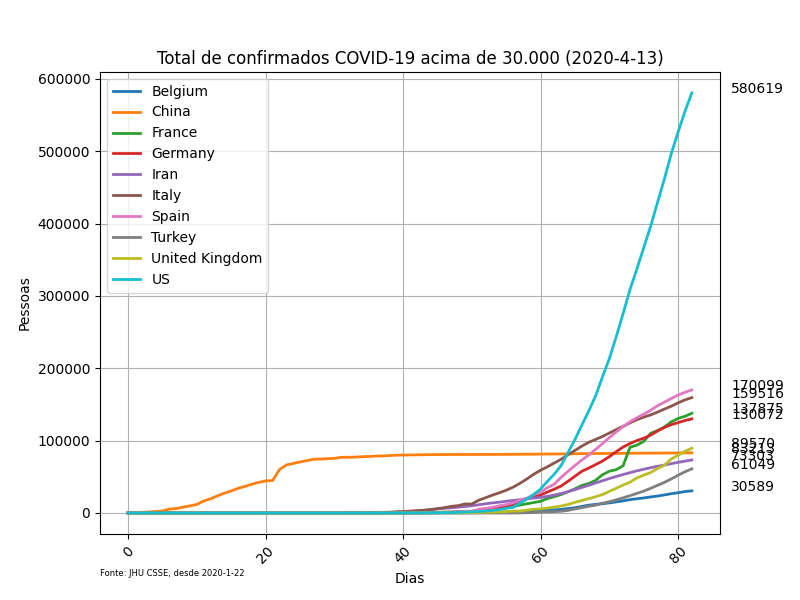 Total de confirmados COVID-19 acima de 30.000 (2020-4-13)
600000
500000
400000
300000
200000
100000
0
Pessoas
Belgium
China
France
Germany
Iran
Italy
Spain
Turkey
United Kingdom
US
580619
170099
159516
137875
130072
89570
83213
73303
61049
30589
0
20
40
60
80
Dias
Fonte: JHU CSSE, desde 2020-1-22